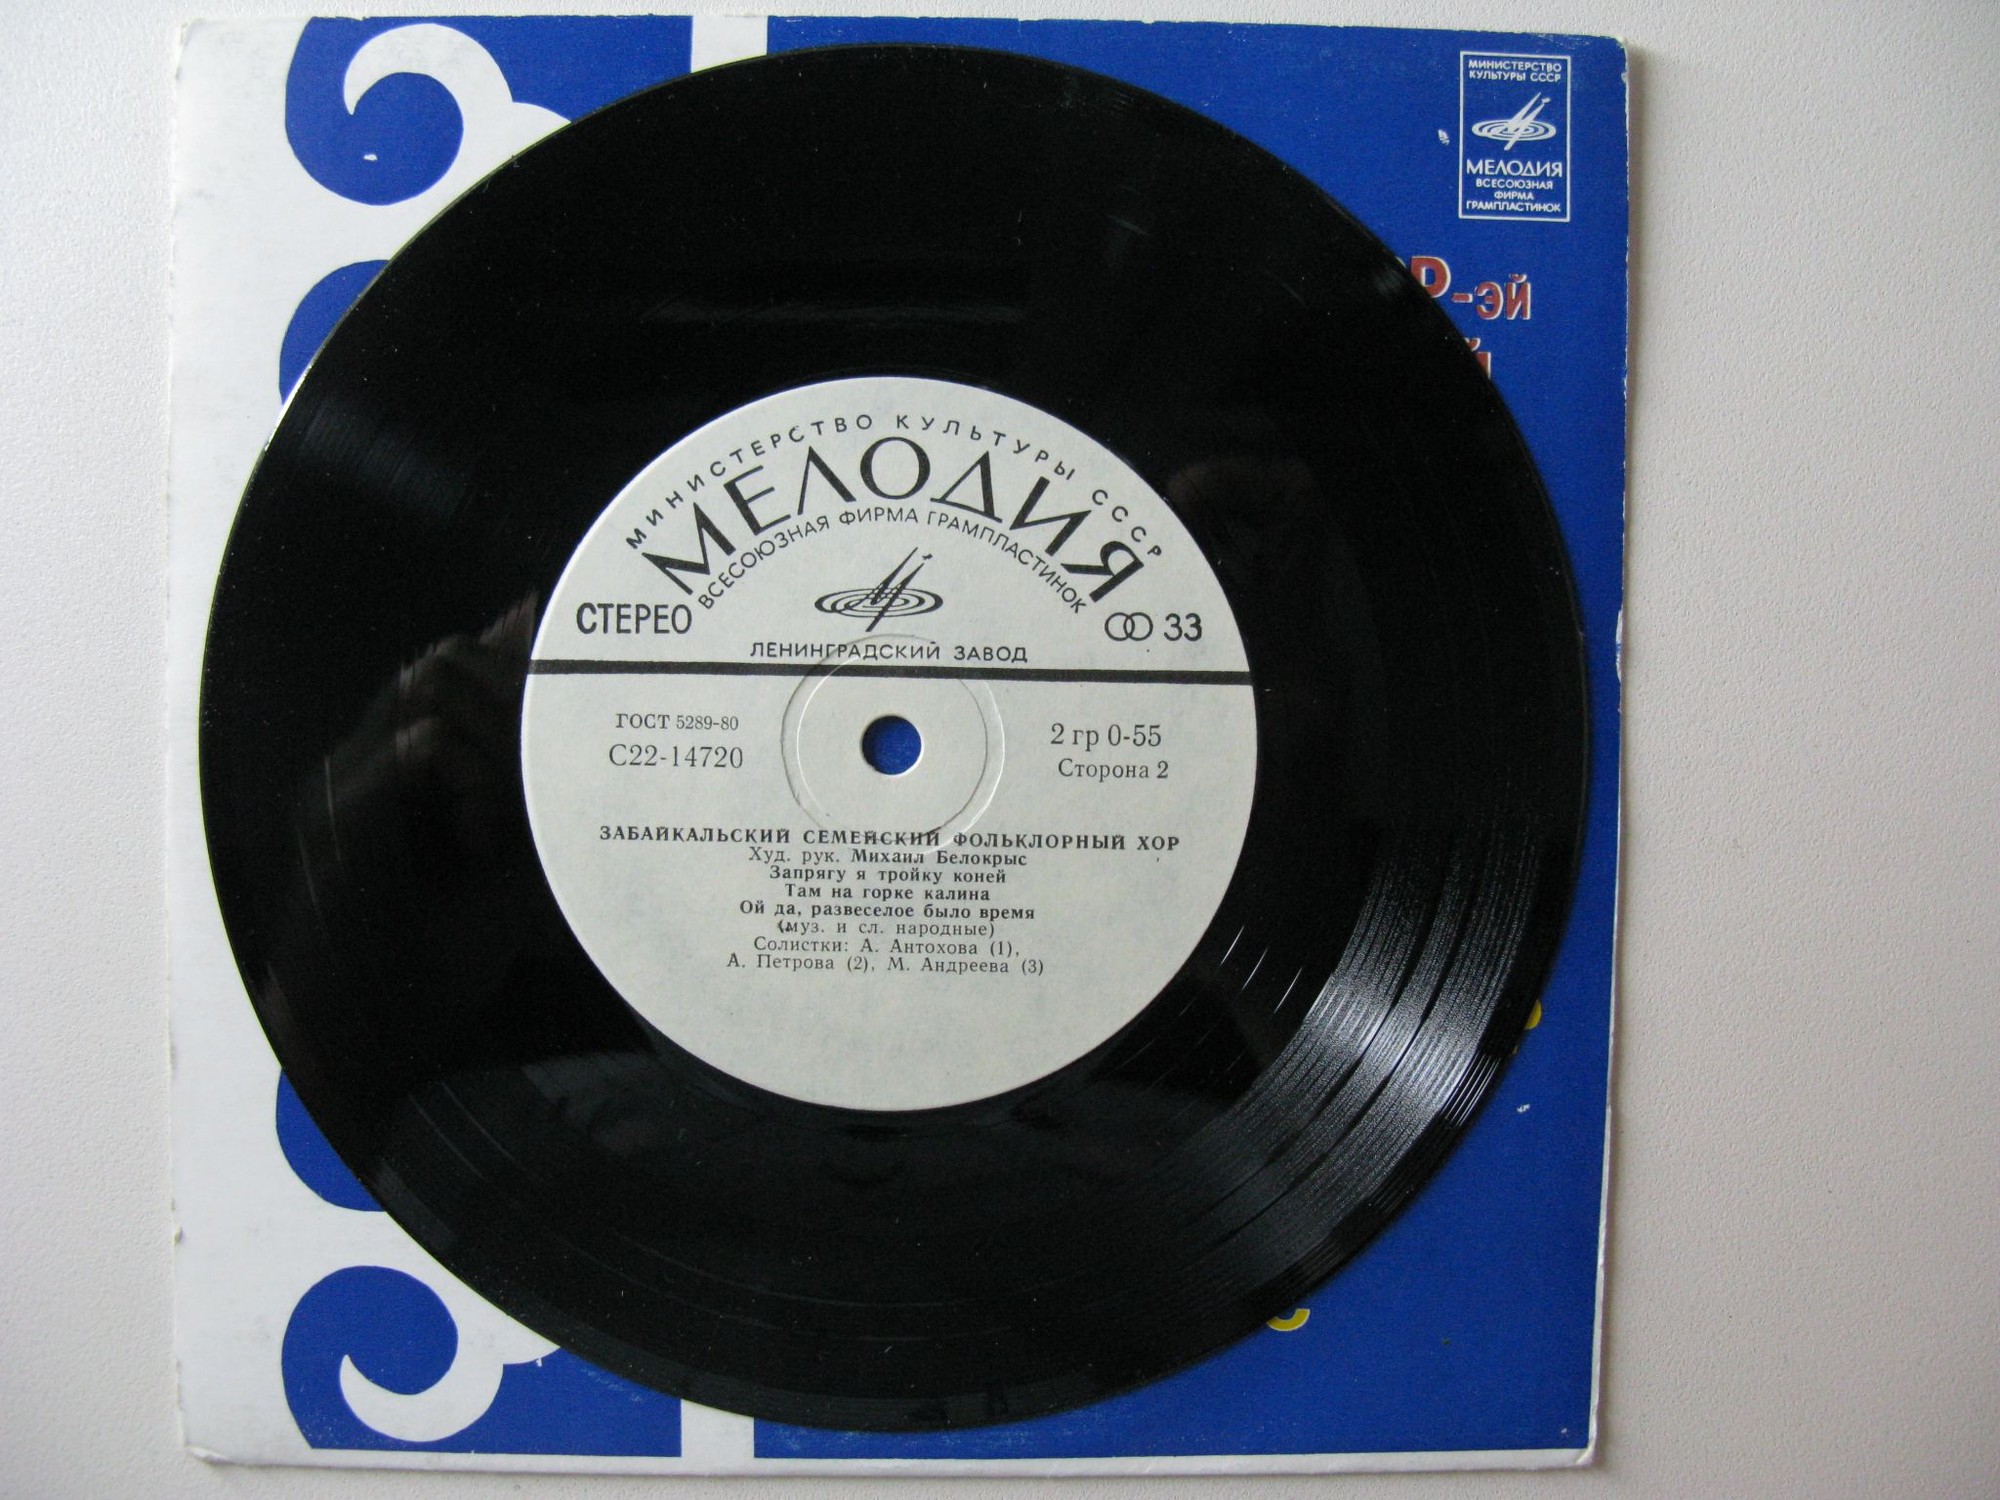 МИНИСТЕРСТВО
КУЛЬТУРЫ СССР
МЕЛОДИЯ
ВСЕСОЮЗНАЯ
ФИРМА
ГРАМПЛАСТИНОК
Р-эй
МИНИСТЕРСТВО КУЛЬТУРЫ СССР
МЕЛОДИЯ
ВСЕСОЮЗНАЯ ФИРМА ГРАМПЛАСТИНОК
СТЕРЕО
33
ЛЕНИНГРАДСКИЙ ЗАВОД
ГОСТ 5289-80
С22-14720
2 гр 0-55
Сторона 2
ЗАБАЙКАЛЬСКИЙ СЕМЕЙСКИЙ ФОЛЬКЛОРНЫЙ ХОР
Худ. рук. Михаил Белокрыс
Запрягу я тройку коней
Там на горке калина
Ой да, развеселое было время
(муз. и сл. народные)
Солистки: А. Антохова (1),
А. Петрова (2), М. Андреева (3)